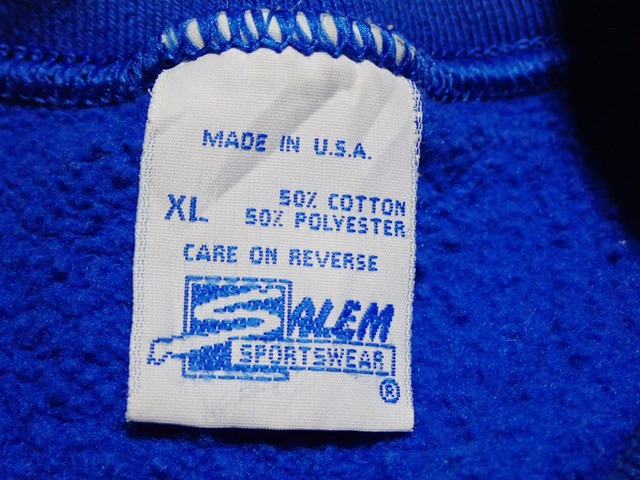 MADE IN U.S.A.
XL
50% COTTON
50% POLYESTER
CARE ON REVERSE
SALEM
SPORTSWEAR
®